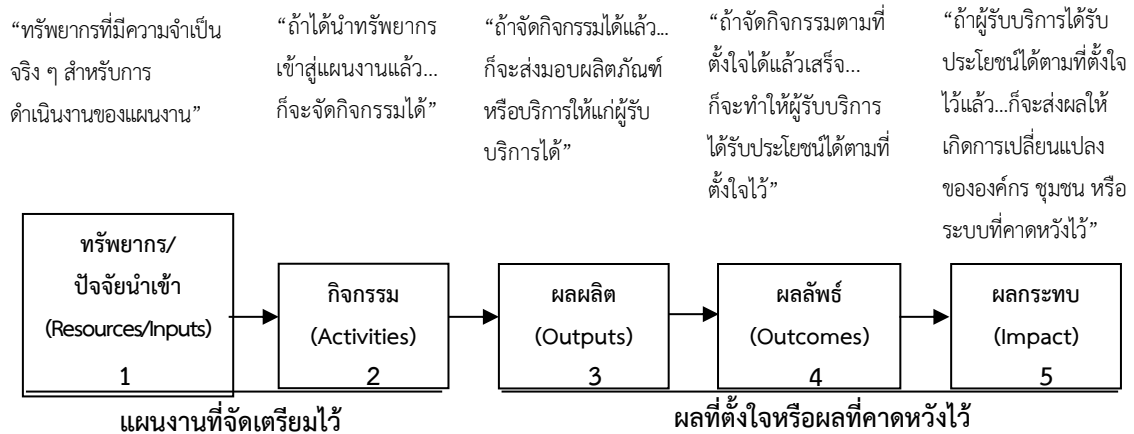 “ทรัพยากรที่มีความจำเป็น
จริง ๆ สำหรับการ
ดำเนินงานของแผนงาน”
“ถ้าได้นำทรัพยากร
เข้าสู่แผนงานแล้ว...
ก็จะจัดกิจกรรมได้”
“ถ้าจัดกิจกรรมได้แล้ว...
ก็จะส่งมอบผลิตภัณฑ์
หรือบริการให้แก่ผู้รับ
บริการได้”
“ถ้าจัดกิจกรรมตามที่
ตั้งใจได้แล้วเสร็จ...
ก็จะทำให้ผู้รับบริการ
ได้รับประโยชน์ได้ตามที่
ตั้งใจไว้”
“ถ้าผู้รับบริการได้รับ
ประโยชน์ได้ตามที่ตั้งใจ
ไว้แล้ว...ก็จะส่งผลให้
เกิดการเปลี่ยนแปลง
ขององค์กร ชุมชน หรือ
ระบบที่คาดหวังไว้”
ทรัพยากร/
ปัจจัยนำเข้า
(Resources/Inputs)
1
กิจกรรม
(Activities)
2
ผลผลิต
(Outputs)
3
ผลลัพธ์
(Outcomes)
4
ผลกระทบ
(Impact)
5
แผนงานที่จัดเตรียมไว้
ผลที่ตั้งใจหรือผลที่คาดหวังไว้